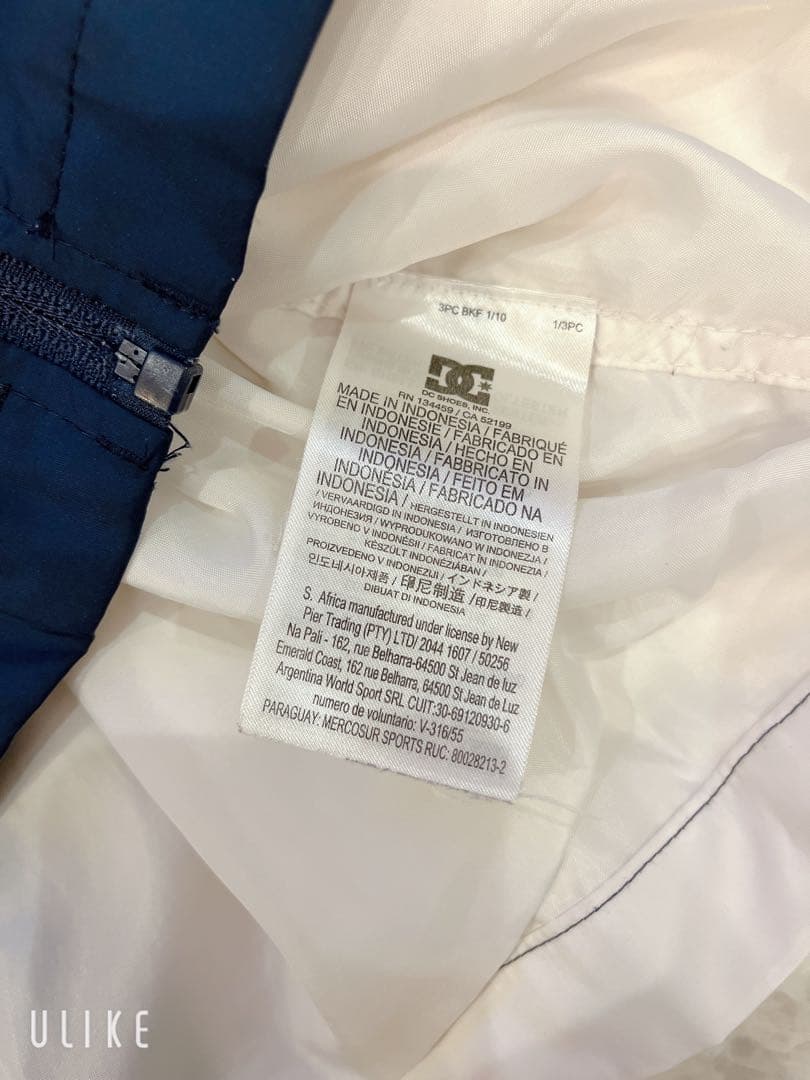 3PC BKF 1/10 1/3PC
DC
DC SHOES, INC.
RN 134459 / CA 52199
MADE IN INDONESIA / FABRIQUÉ
EN INDONESIE / FABRICADO EN
INDONESIA / HECHO EN
INDONESIA / FABBRICATO IN
INDONESIA / FEITO EM
INDONESIA / FABRICADO NA
INDONESIA / HERGESTELLT IN INDONESIEN
/ VERVAARDIGD IN INDONESIA / ИЗГОТОВЛЕНО В
ИНДОНЕЗИЯ / WYPRODUKOWANO W INDONEZJA /
VYROBENO V INDONÉSII / FABRICAT ÎN INDONEZIA /
KÉSZÜLT INDONÉZIÁBAN /
PROIZVEDENO V INDONEZIJI / インドネシア製 /
인도네시아제품 / 印尼制造 / 印尼製造 /
DIBUAT DI INDONESIA
S. Africa manufactured under license by New
Pier Trading (PTY) LTD/ 2044 1607 / 50256
Na Pali - 162, rue Belharra-64500 St Jean de luz
Emerald Coast, 162 rue Belharra, 64500 St Jean de Luz
Argentina World Sport SRL CUIT:30-69120930-6
numero de voluntario: V-316/55
PARAGUAY: MERCOSUR SPORTS RUC: 80028213-2
ULIKE